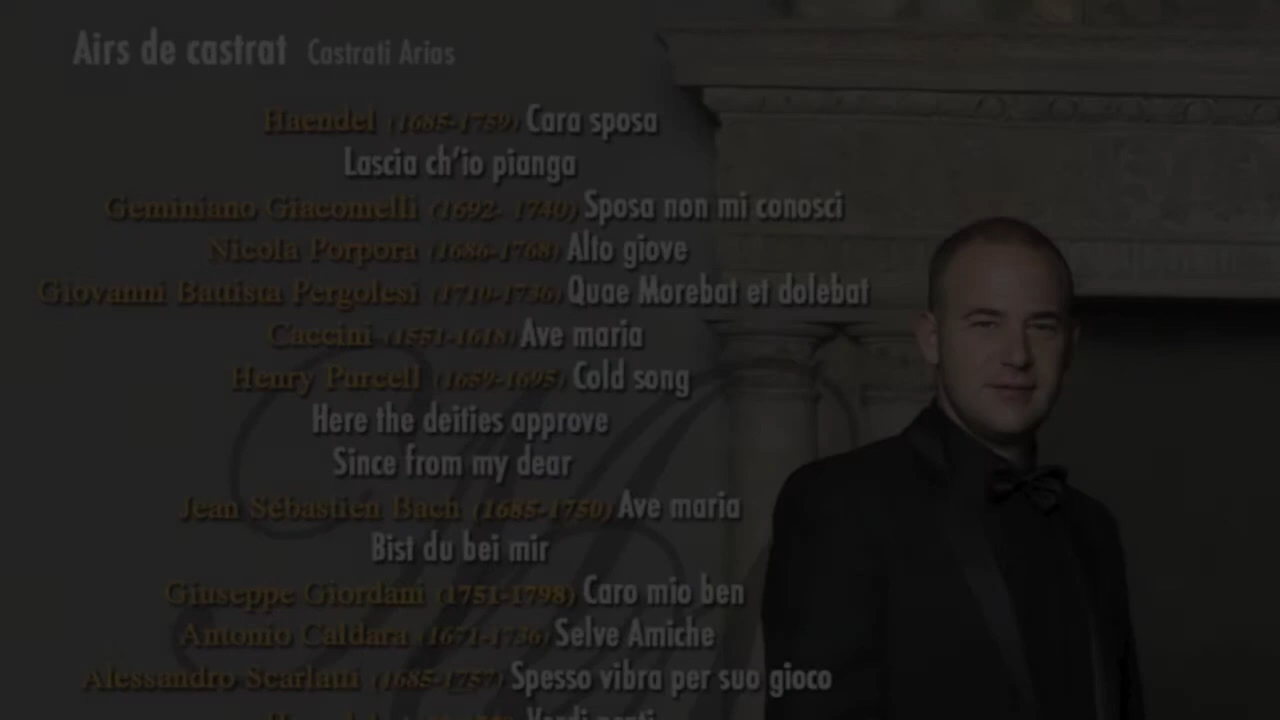 Airs de castrat Castrati Arias
Haendel (1685-1759) Cara sposa
Lascia ch'io pianga
Geminiano Giacomelli (1692- 1740) Sposa non mi conosci
Nicola Porpora (1686-1768) Alto giove
Giovanni Battista Pergolesi (1710-1736) Quae Morebat et dolebat
Caccini (1551-1618) Ave maria
Henry Purcell (1659-1695) Cold song
Here the deities approve
Since from my dear
Jean Sébastien Bach (1685-1750) Ave maria
Bist du bei mir
Giuseppe Giordani (1751-1798) Caro mio ben
Antonio Caldara (1671-1736) Selve Amiche
Alessandro Scarlatti (1685-1757) Spesso vibra per suo gioco
Haendel